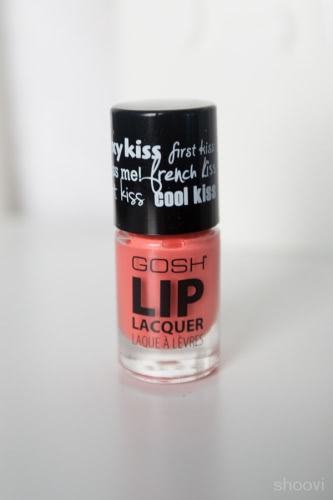 kiss first kiss
me! french kiss
kiss cool kiss
GOSH
LIP
LACQUER
LAQUE À LÈVRES
shoovi